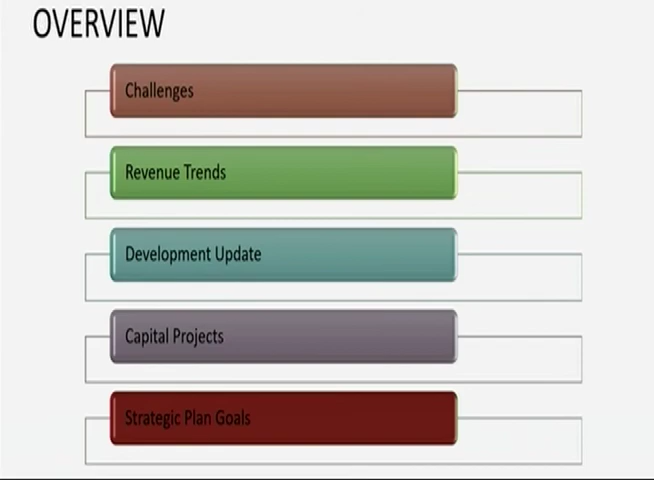 OVERVIEW
Challenges
Revenue Trends
Development Update
Capital Projects
Strategic Plan Goals